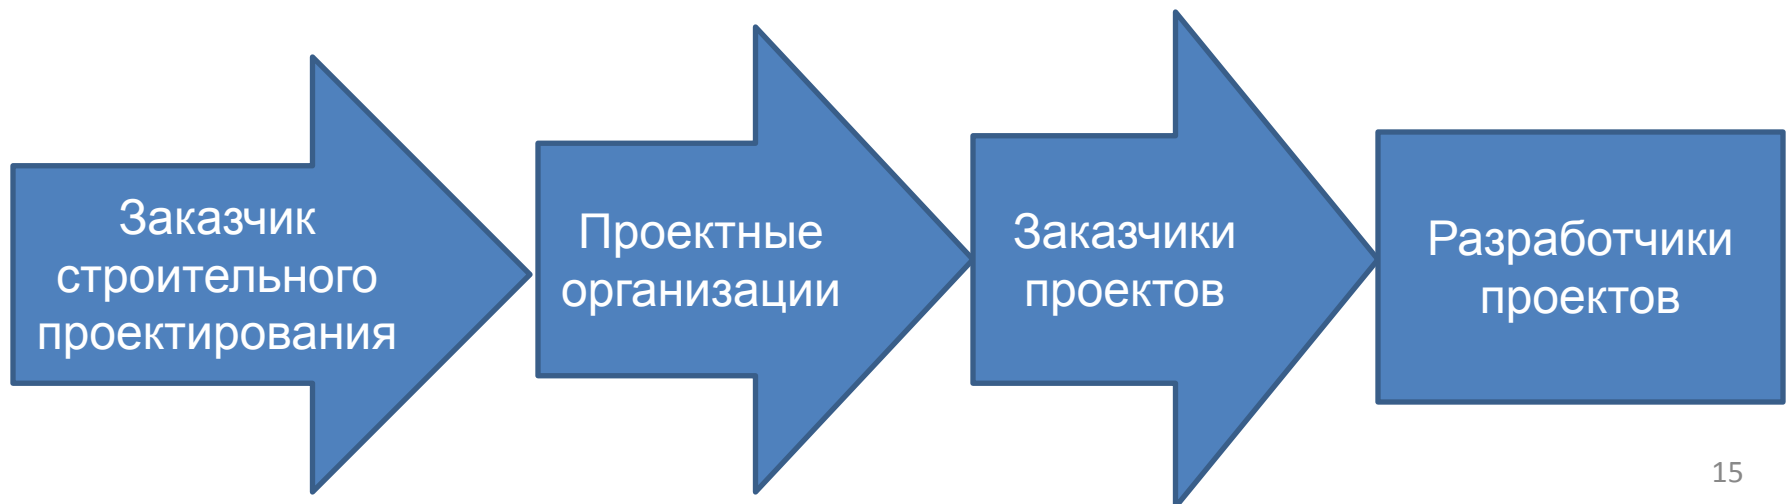 Заказчик
строительного
проектирования
Проектные
организации
Заказчики
проектов
Разработчики
проектов
15